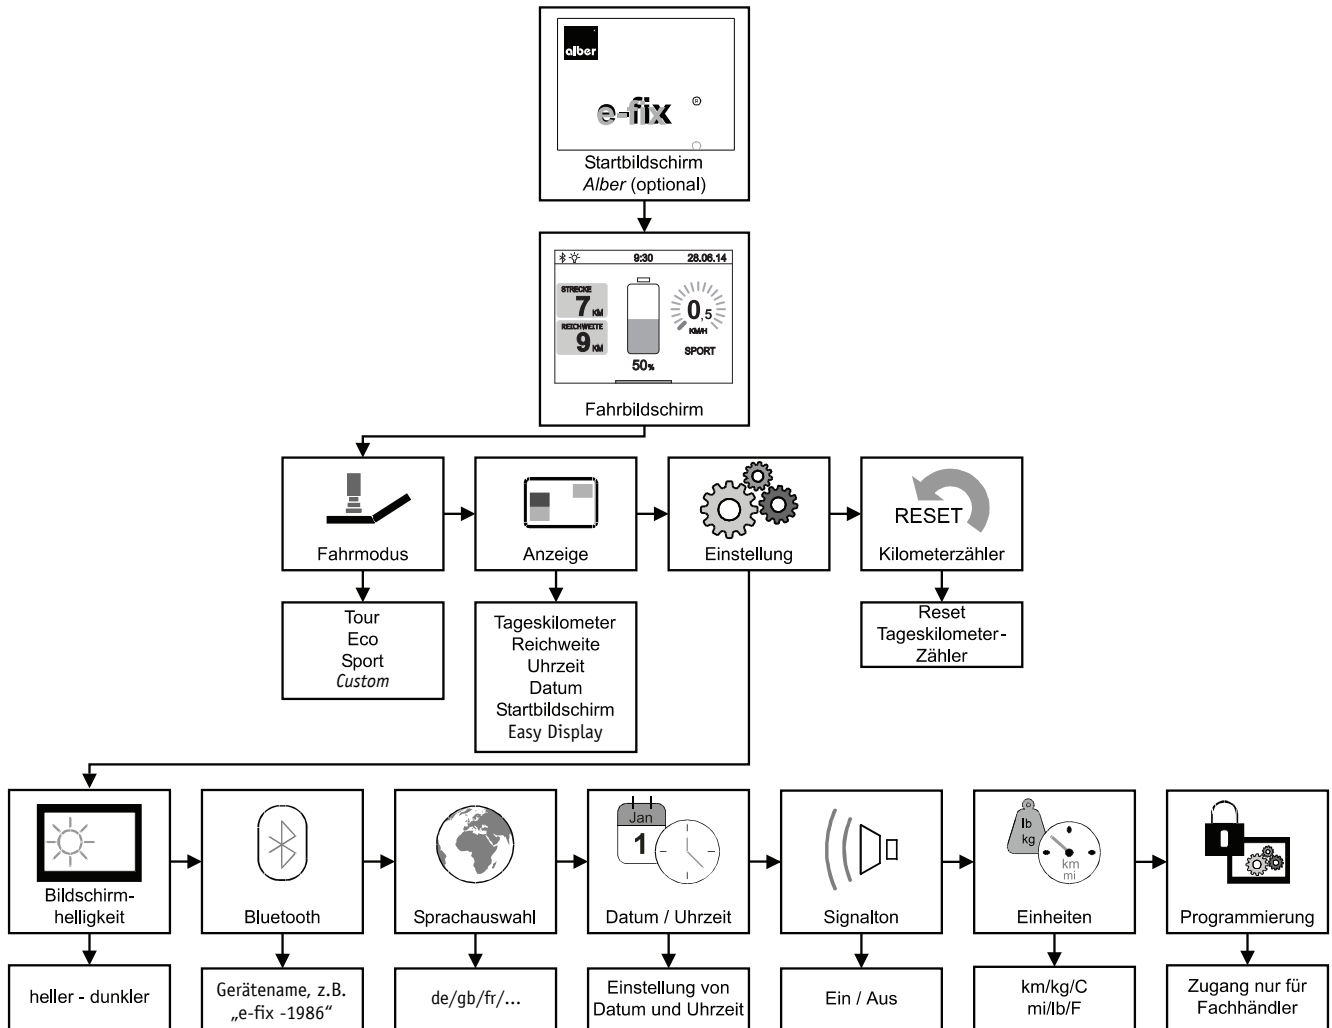 alber
e-fix ®
Startbildschirm
Alber (optional)
9:30 28.06.14
STRECKE
7 KM
REICHWEITE
9 KM
50%
0,5
KM/H
SPORT
Fahrbildschirm
Fahrmodus
Anzeige
Einstellung
RESET
Kilometerzähler
Tour
Eco
Sport
Custom
Tageskilometer
Reichweite
Uhrzeit
Datum
Startbildschirm
Easy Display
Reset
Tageskilometer-
Zähler
Bildschirm-
helligkeit
Bluetooth
Sprachauswahl
Jan
1
Datum / Uhrzeit
Signalton
lb
kg
km
mi
Einheiten
Programmierung
heller - dunkler
Gerätename, z.B.
„e-fix -1986“
de/gb/fr/...
Einstellung von
Datum und Uhrzeit
Ein / Aus
km/kg/C
mi/lb/F
Zugang nur für
Fachhändler